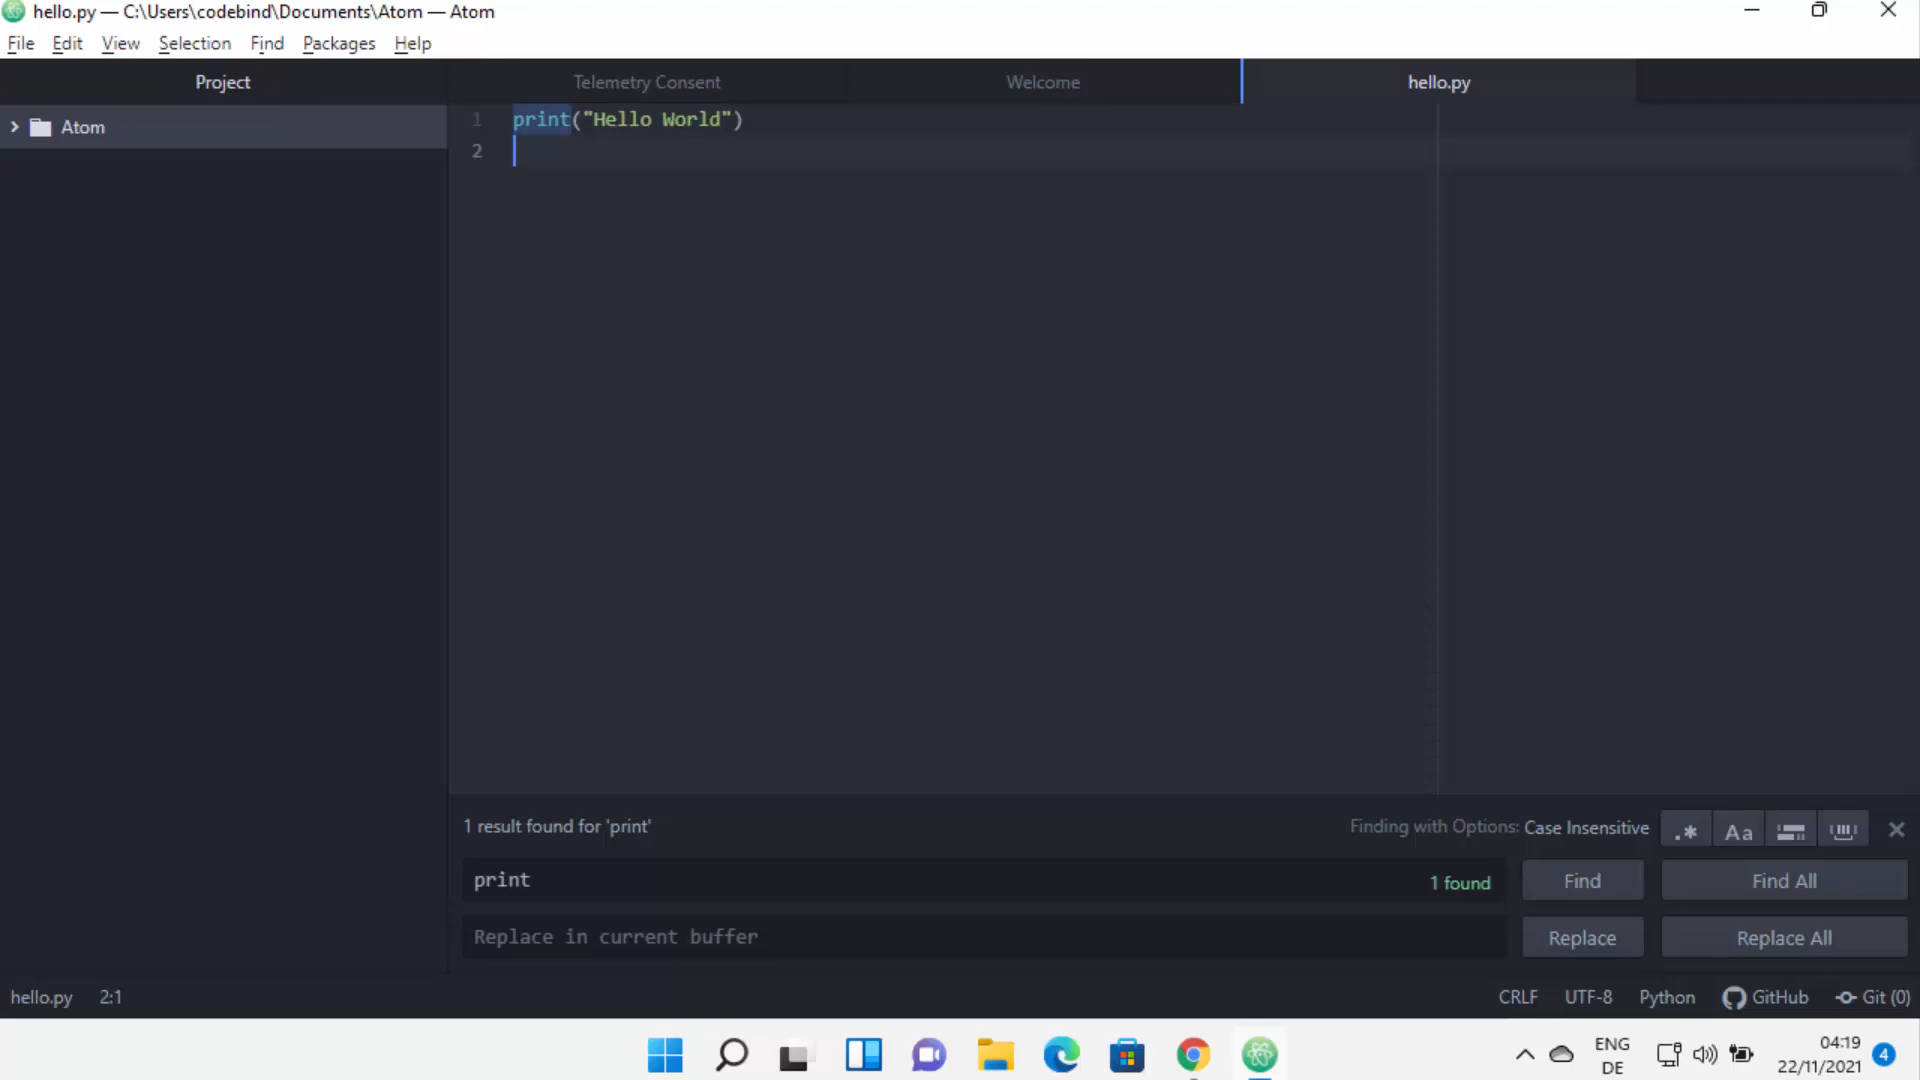 hello.py — C:\Users\codebind\Documents\Atom — Atom
File Edit View Selection Find Packages Help
Project Telemetry Consent Welcome hello.py
Atom
1 print("Hello World")
2
1 result found for 'print' Finding with Options: Case Insensitive .* Aa
print 1 found Find Find All
Replace in current buffer Replace Replace All
hello.py 2:1 CRLF UTF-8 Python GitHub Git (0)
ENG 04:19 4
DE 22/11/2021